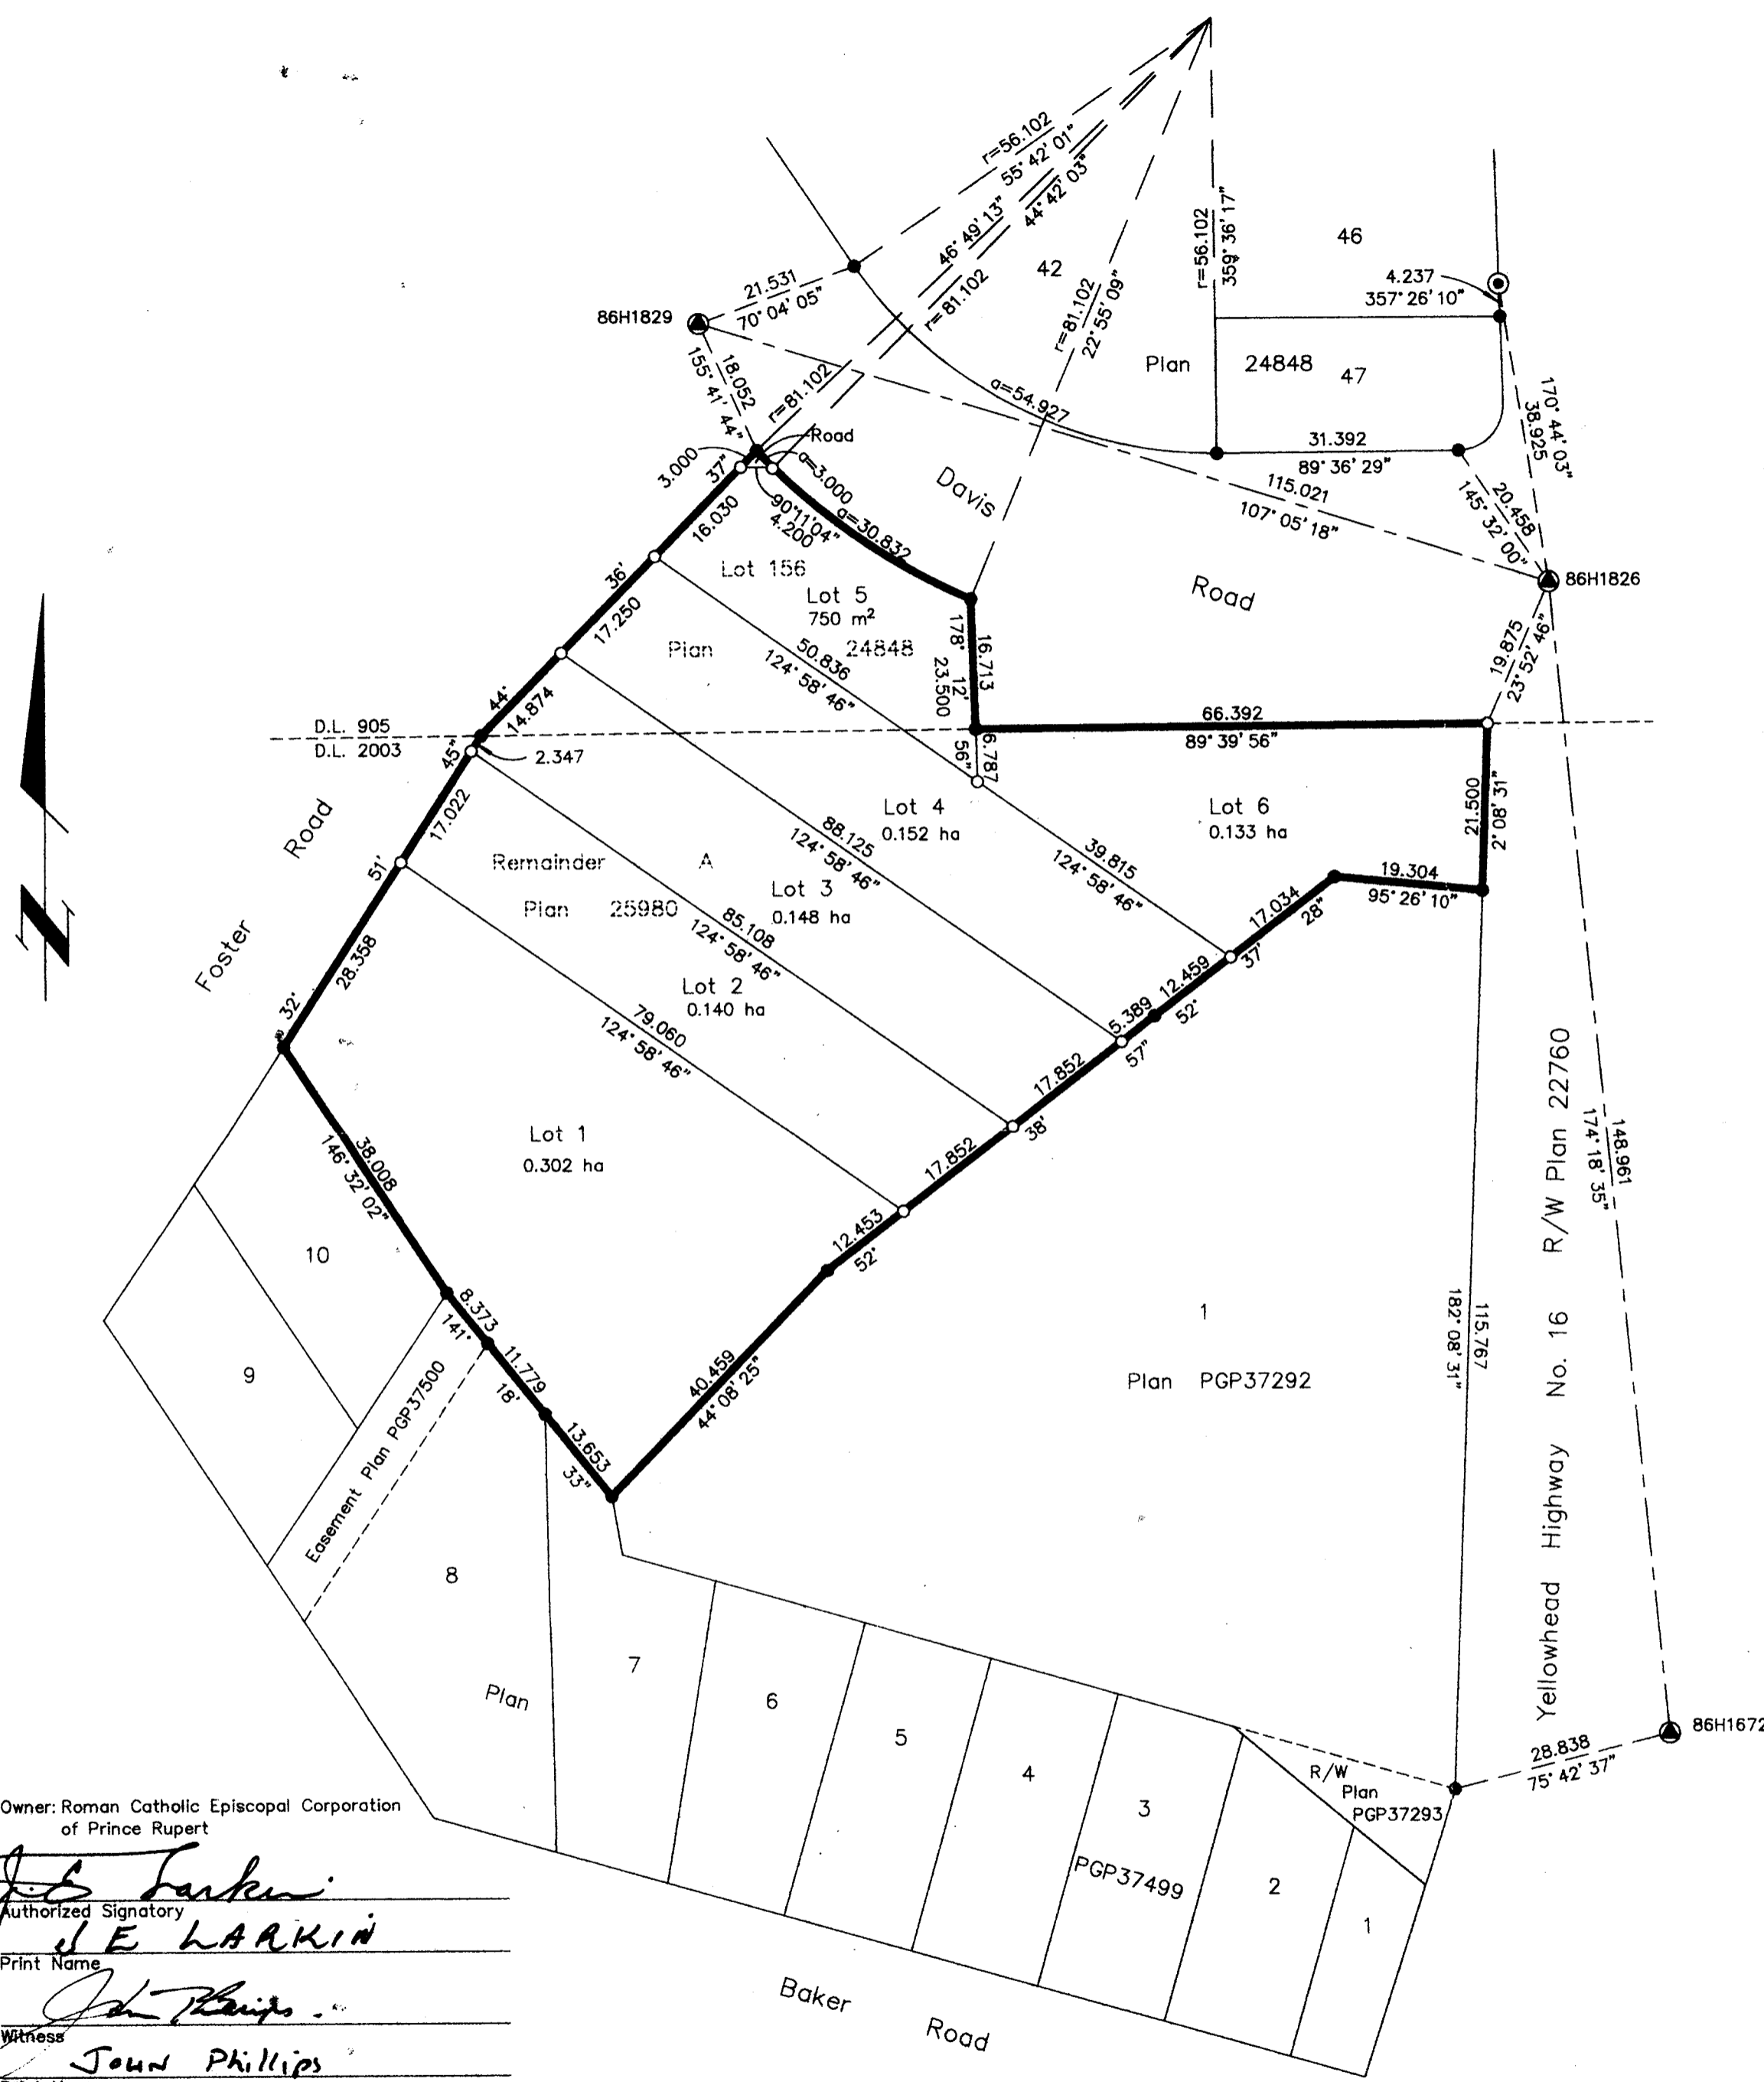 r=56.102
55° 42' 01"
46° 49' 13"
44° 42' 03"
r=81.102
r=56.102
359° 36' 17"
46
42
4.237
357° 26' 10"
21.531
70° 04' 05"
86H1829
r=81.102
22° 55' 09"
18.052
155° 41' 44"
r=81.102
Plan 24848
47
a=54.927
170° 44' 03"
38.925
31.392
89° 36' 29"
Road
3.000
37"
a=3.000
90°11'04"
4.200
a=30.832
Davis
115.021
107° 05' 18"
20.458
145° 32' 00"
16.030
Lot 156
Lot 5
750 m²
86H1826
Road
36'
17.250
Plan 24848
50.836
124° 58' 46"
178°
16.713
12'
23.500
19.875
23° 52' 46"
44°
14.874
D.L. 905
D.L. 2003
45"
2.347
66.392
89° 39' 56"
56"
6.787
Lot 4
0.152 ha
Lot 6
0.133 ha
21.500
2° 08' 31"
Road
17.022
51'
88.125
124° 58' 46"
39.815
124° 58' 46"
19.304
95° 26' 10"
Remainder A
Plan 25980
Lot 3
0.148 ha
17.034
28"
85.108
124° 58' 46"
Foster
28.358
32°
37'
12.459
Lot 2
0.140 ha
5.389
52°
79.060
124° 58' 46"
57"
17.852
38'
Lot 1
0.302 ha
17.852
38.008
146° 32' 02"
148.961
174° 18' 35"
Yellowhead Highway No. 16 R/W Plan 22760
12.453
52°
10
8.373
141°
11.779
18'
13.653
33"
40.459
44° 08' 25"
1
Plan PGP37292
115.767
182° 08' 31"
9
Easement Plan PGP37500
8
Plan
7
6
5
4
3
PGP37499
2
1
R/W
Plan
PGP37293
86H1672
28.838
75° 42' 37"
Baker
Road
Owner: Roman Catholic Episcopal Corporation
of Prince Rupert
J.E Larkin
Authorized Signatory
J E LARKIN
Print Name
John Phillips
Witness
JOHN Phillips